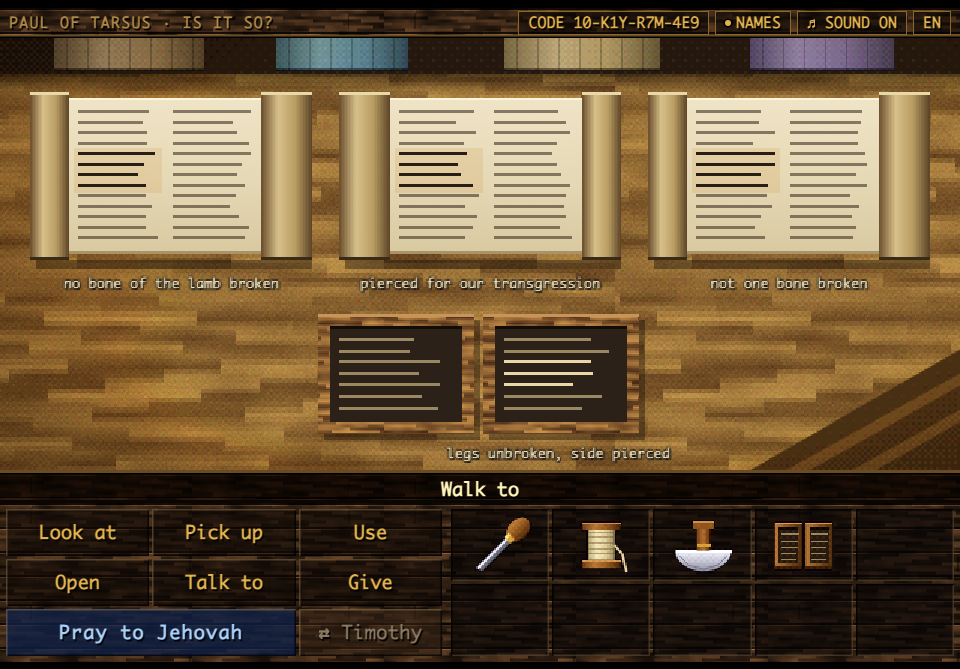 PAUL OF TARSUS · IS IT SO?
CODE 10-K1Y-R7M-4E9
• NAMES
♬ SOUND ON
EN
no bone of the lamb broken
pierced for our transgression
not one bone broken
legs unbroken, side pierced
Walk to
Look at
Pick up
Use
Open
Talk to
Give
Pray to Jehovah
⇄ Timothy